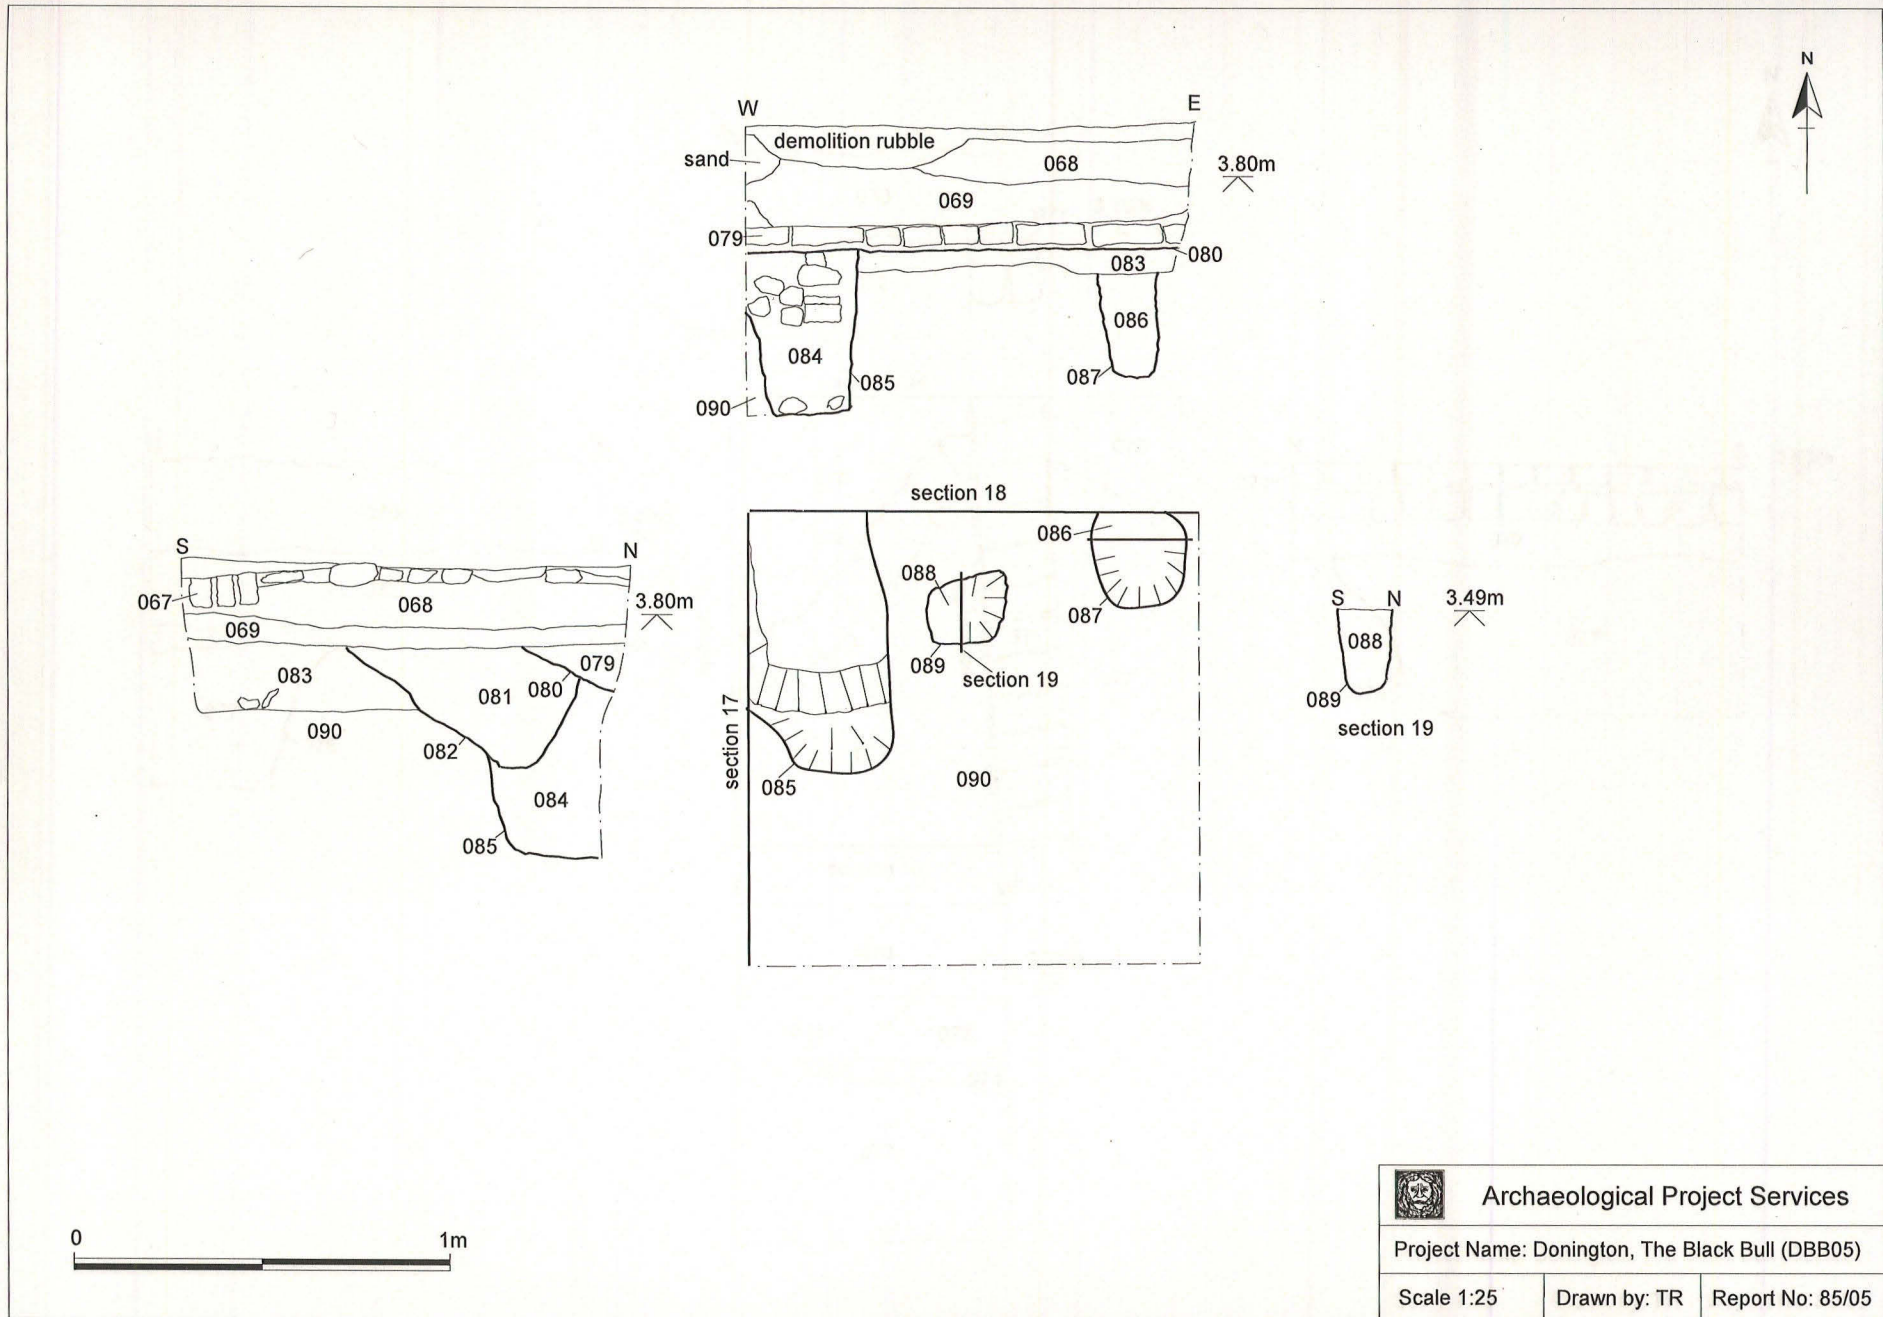 N
W
E
demolition rubble
sand
068
3.80m
069
079
080
083
086
084
085
087
090
section 18
S
N
067
068
3.80m
069
079
083
081
080
090
082
084
085
086
088
087
089
section 19
section 17
085
090
S
N
3.49m
088
089
section 19
0
1m
Archaeological Project Services
Project Name: Donington, The Black Bull (DBB05)
Scale 1:25
Drawn by: TR
Report No: 85/05